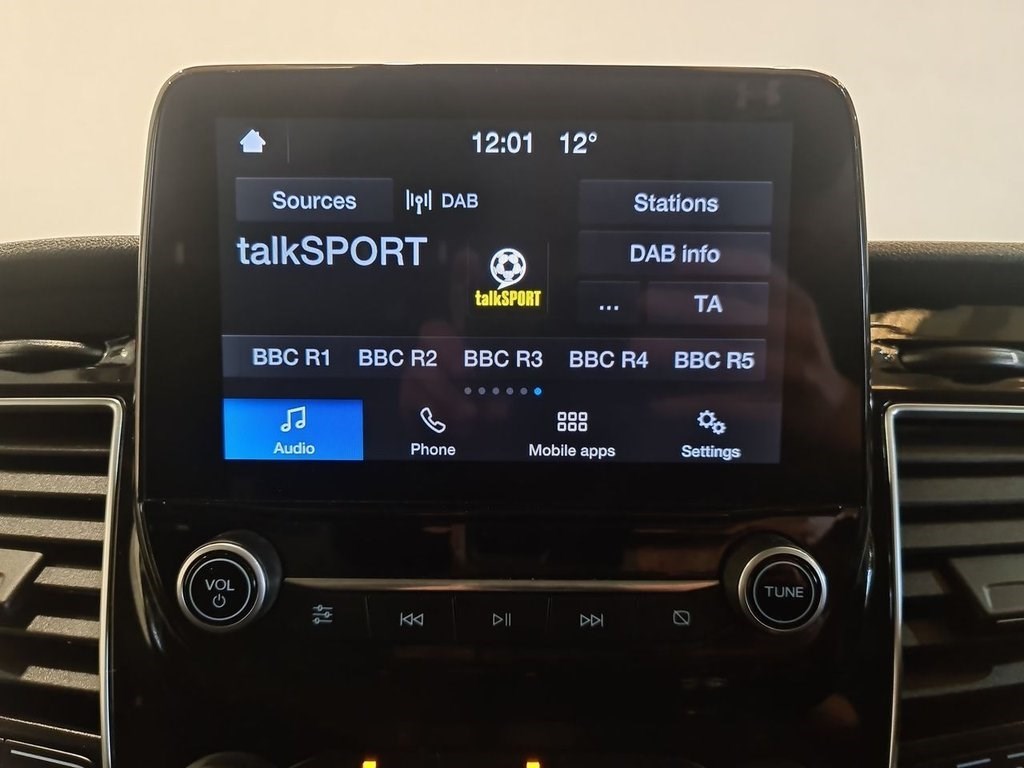 12:01 12°
Sources DAB Stations
talkSPORT
DAB info
talkSPORT
... TA
BBC R1 BBC R2 BBC R3 BBC R4 BBC R5
Audio Phone Mobile apps Settings
VOL TUNE